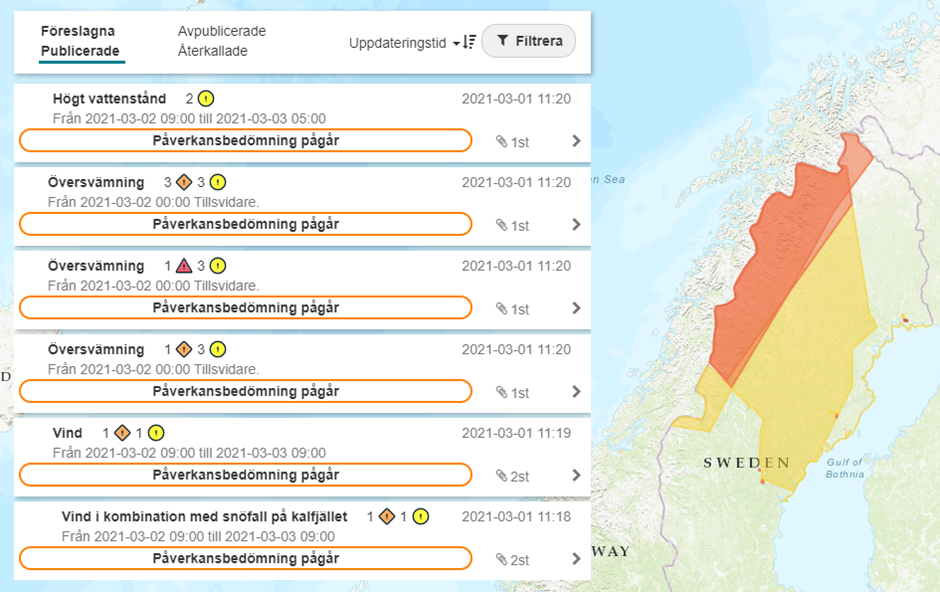 Föreslagna
Publicerade
Avpublicerade
Återkallade
Uppdateringstid
Filtrera
Högt vattenstånd 2
2021-03-01 11:20
Från 2021-03-02 09:00 till 2021-03-03 05:00
Påverkansbedömning pågår
1st
Översvämning 3 3
2021-03-01 11:20
Från 2021-03-02 00:00 Tillsvidare.
Påverkansbedömning pågår
1st
Översvämning 1 3
2021-03-01 11:20
Från 2021-03-02 00:00 Tillsvidare.
Påverkansbedömning pågår
1st
Översvämning 1 3
2021-03-01 11:20
Från 2021-03-02 00:00 Tillsvidare.
Påverkansbedömning pågår
1st
Vind 1 1
2021-03-01 11:19
Från 2021-03-02 09:00 till 2021-03-03 09:00
Påverkansbedömning pågår
2st
Vind i kombination med snöfall på kalfjället 1 1
2021-03-01 11:18
Från 2021-03-02 09:00 till 2021-03-03 09:00
Påverkansbedömning pågår
2st
n Sea
D
SWEDEN
Gulf of
Bothnia
WAY